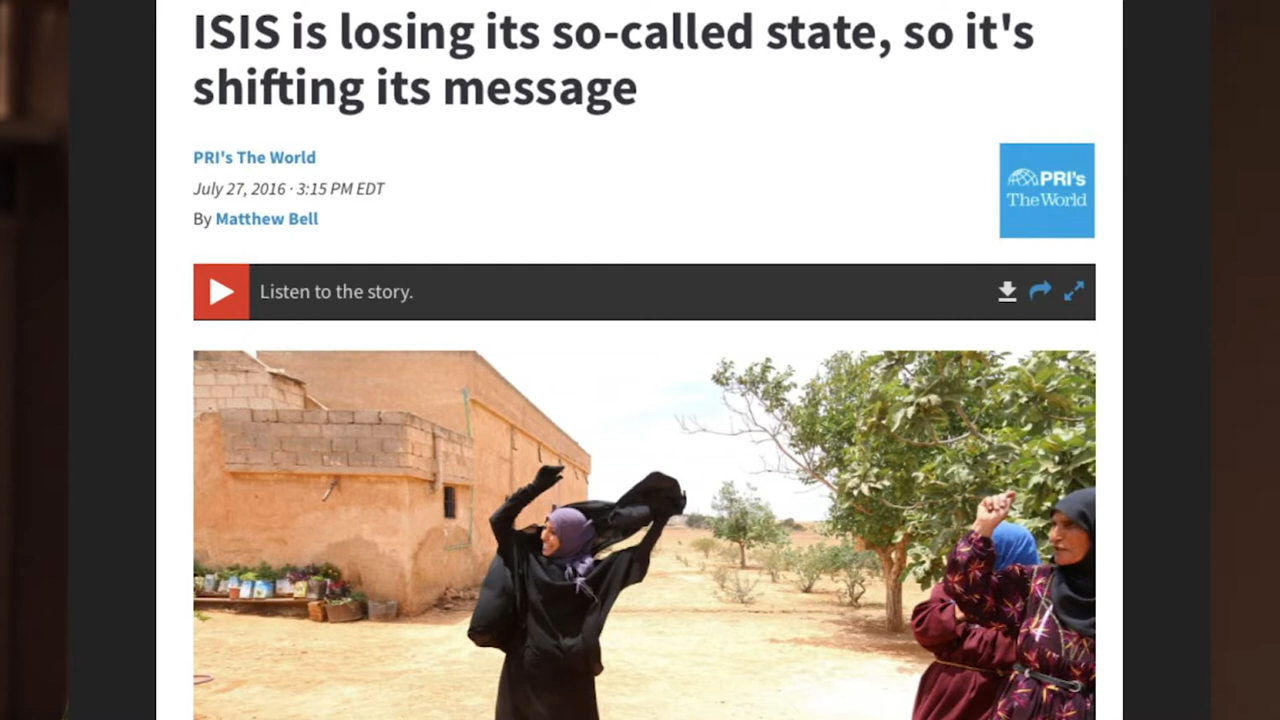 ISIS is losing its so-called state, so it's
shifting its message
PRI's The World
July 27, 2016 · 3:15 PM EDT
By Matthew Bell
PRI's
The World
Listen to the story.